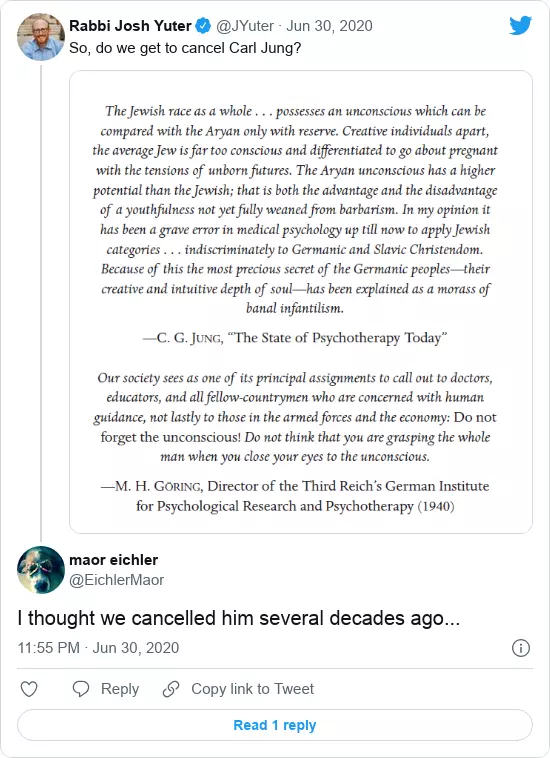 Rabbi Josh Yuter @JYuter · Jun 30, 2020
So, do we get to cancel Carl Jung?
The Jewish race as a whole . . . possesses an unconscious which can be
compared with the Aryan only with reserve. Creative individuals apart,
the average Jew is far too conscious and differentiated to go about pregnant
with the tensions of unborn futures. The Aryan unconscious has a higher
potential than the Jewish; that is both the advantage and the disadvantage
of a youthfulness not yet fully weaned from barbarism. In my opinion it
has been a grave error in medical psychology up till now to apply Jewish
categories . . . indiscriminately to Germanic and Slavic Christendom.
Because of this the most precious secret of the Germanic peoples—their
creative and intuitive depth of soul—has been explained as a morass of
banal infantilism.
—C. G. JUNG, “The State of Psychotherapy Today”
Our society sees as one of its principal assignments to call out to doctors,
educators, and all fellow-countrymen who are concerned with human
guidance, not lastly to those in the armed forces and the economy: Do not
forget the unconscious! Do not think that you are grasping the whole
man when you close your eyes to the unconscious.
—M. H. GÖRING, Director of the Third Reich’s German Institute
for Psychological Research and Psychotherapy (1940)
maor eichler
@EichlerMaor
I thought we cancelled him several decades ago...
11:55 PM · Jun 30, 2020
Reply Copy link to Tweet
Read 1 reply